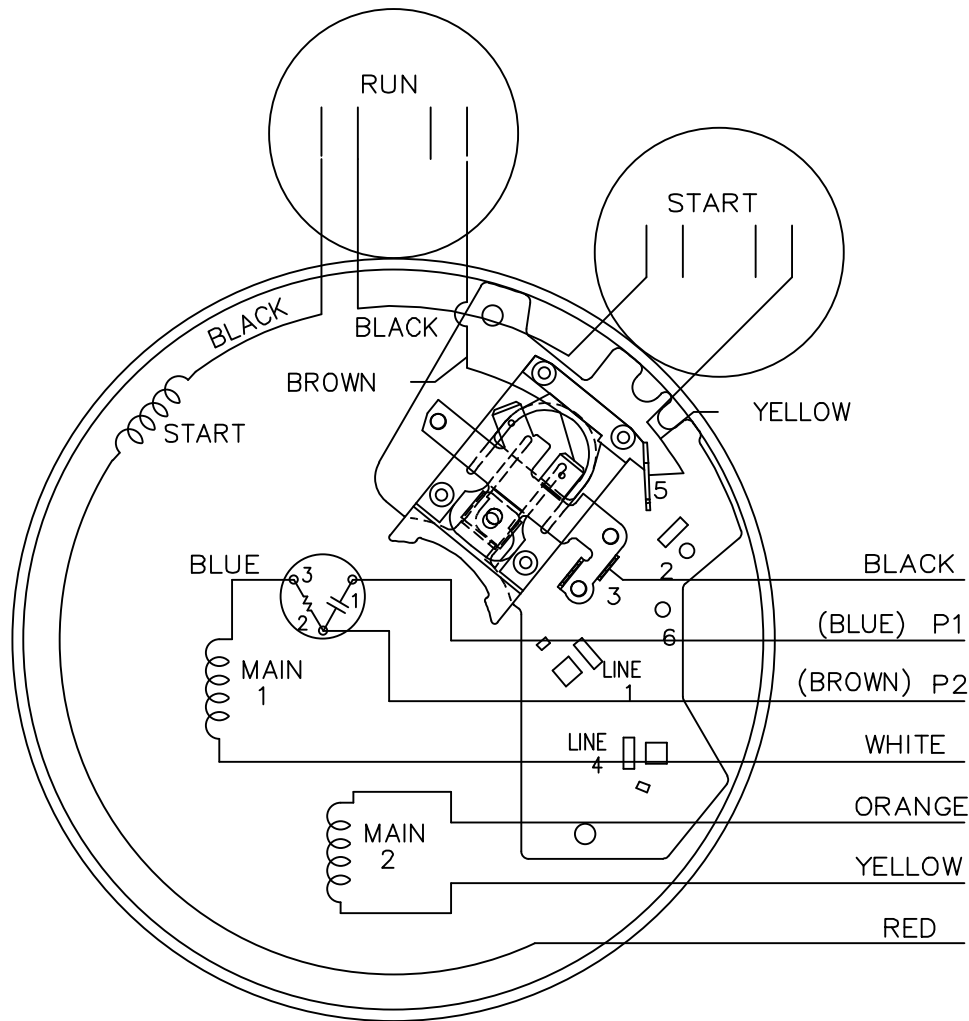 RUN
START
BLACK
BLACK
BROWN
YELLOW
START
5
BLUE
3
1
2
2
3
6
BLACK
(BLUE) P1
MAIN
1
LINE
1
(BROWN) P2
LINE
4
WHITE
ORANGE
MAIN
2
YELLOW
RED